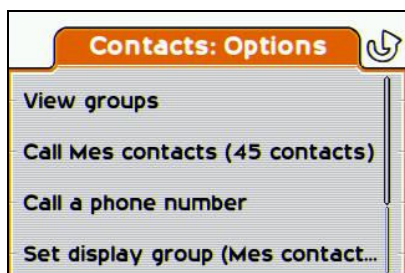 Contacts: Options
View groups
Call Mes contacts (45 contacts)
Call a phone number
Set display group (Mes contact...